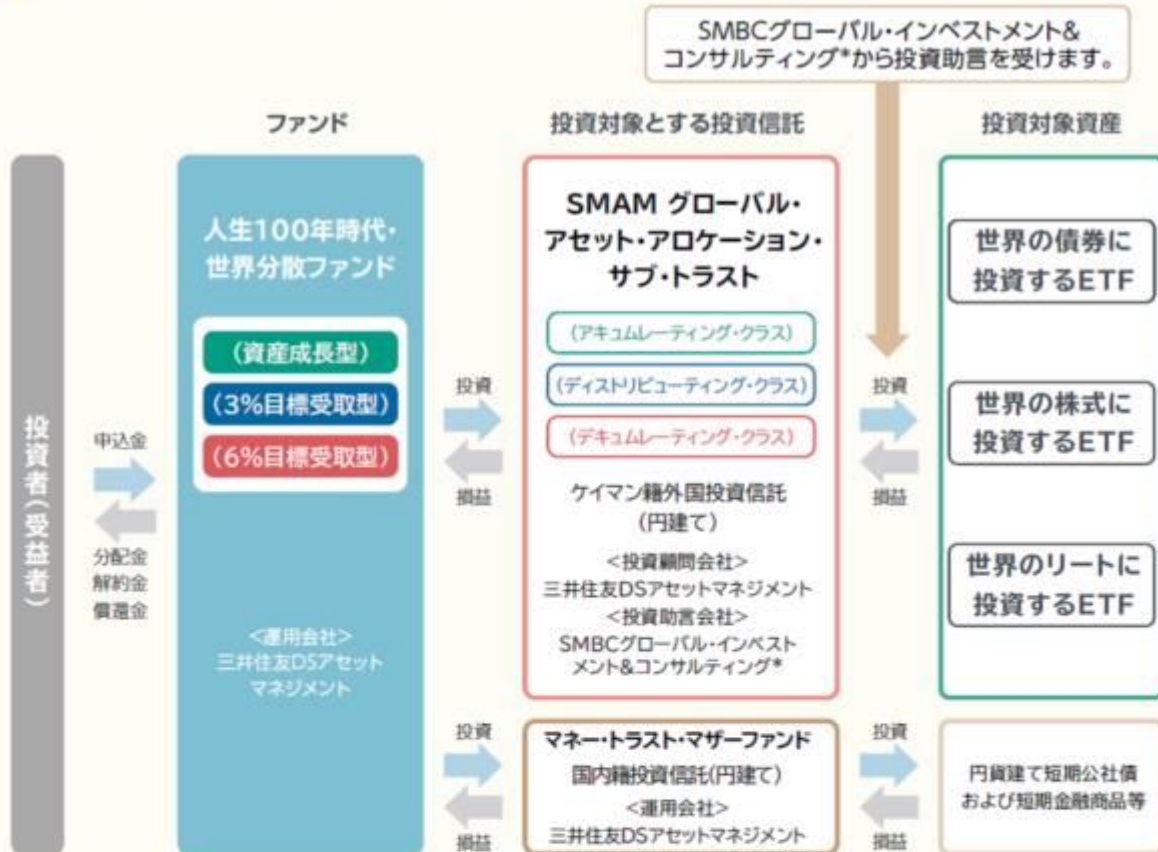 SMBCグローバル・インベストメント&
コンサルティング*から投資助言を受けます。
ファンド
投資対象とする投資信託
投資対象資産
投資者(受益者)
申込金
分配金
解約金
償還金
人生100年時代・
世界分散ファンド
(資産成長型)
(3%目標受取型)
(6%目標受取型)
<運用会社>
三井住友DSアセット
マネジメント
投資
損益
SMAM グローバル・
アセット・アロケーション・
サブ・トラスト
(アキュムレーティング・クラス)
(ディストリビューティング・クラス)
(デキュムレーティング・クラス)
ケイマン籍外国投資信託
(円建て)
<投資顧問会社>
三井住友DSアセットマネジメント
<投資助言会社>
SMBCグローバル・インベスト
メント&コンサルティング*
投資
損益
世界の債券に
投資するETF
世界の株式に
投資するETF
世界のリートに
投資するETF
投資
損益
マネー・トラスト・マザーファンド
国内籍投資信託(円建て)
<運用会社>
三井住友DSアセットマネジメント
投資
損益
円貨建て短期公社債
および短期金融商品等